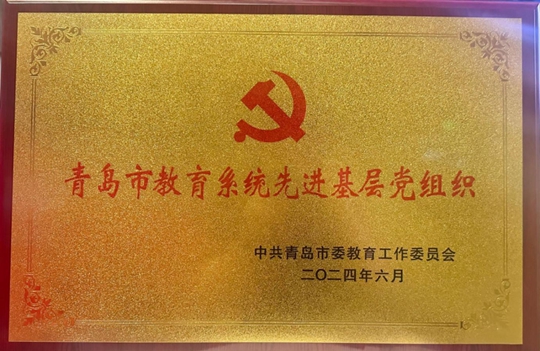 青岛市教育系统先进基层党组织
中共青岛市委教育工作委员会
二〇二四年六月